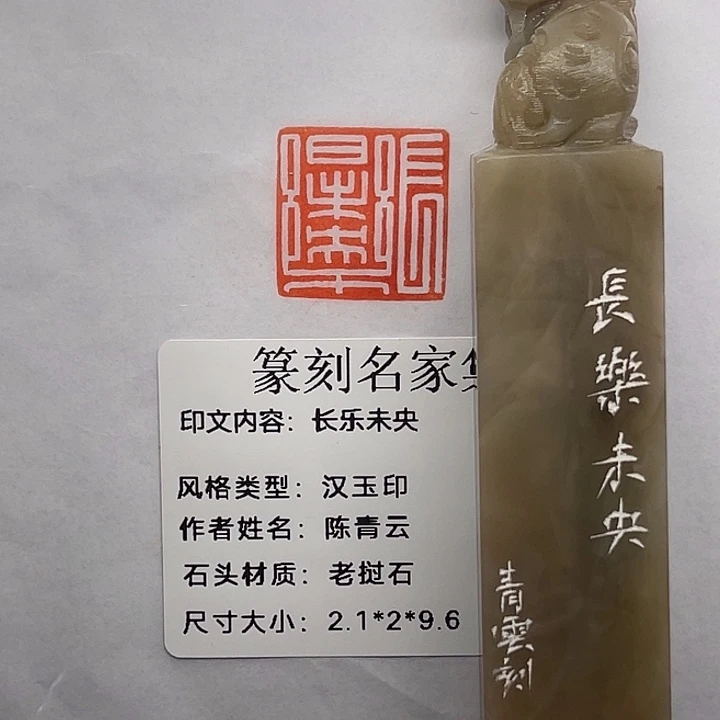 篆刻名家
印文内容：长乐未央
风格类型：汉玉印
作者姓名：陈青云
石头材质：老挝石
尺寸大小：2.1*2*9.6
長樂未央
青雲刻